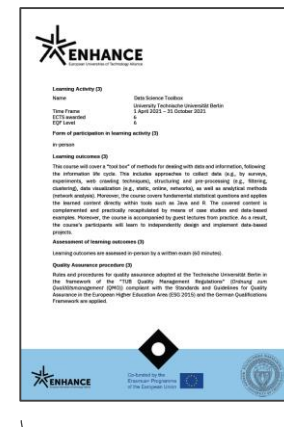 ENHANCE
European Universities of Technology Alliance
Learning Activity (3)
Name Data Science Toolbox
University Technische Universität Berlin
Time Frame 1 April 2021 – 31 October 2021
ECTS awarded 6
EQF Level 6
Form of participation in learning activity (3)
in-person
Learning outcomes (3)
This course will cover a "tool box" of methods for dealing with data and information, following
the information life cycle. This includes approaches to collect data (e.g., by surveys,
experiments, web crawling techniques), structuring and pre-processing (e.g., filtering,
clustering), data visualization (e.g., static, online, networks), as well as analytical methods
(network analysis). Moreover, the course covers fundamental statistical questions and applies
the learned content directly within tools such as Java and R. The covered content is
complemented and practically recapitulated by means of case studies and data-based
examples. Moreover, the course is accompanied by guest lectures from practice. As a result,
the course's participants will learn to independently design and implement data-based
projects.
Assessment of learning outcomes (3)
Learning outcomes are assessed in-person by a written exam (60 minutes).
Quality Assurance procedure (3)
Rules and procedures for quality assurance adopted at the Technische Universität Berlin in
the framework of the "TUB Quality Management Regulations" (Ordnung zum
Qualitätsmanagement (QMO)) compliant with the Standards and Guidelines for Quality
Assurance in the European Higher Education Area (ESG 2015) and the German Qualifications
Framework are applied.
ENHANCE
Co-funded by the
Erasmus+ Programme
of the European Union